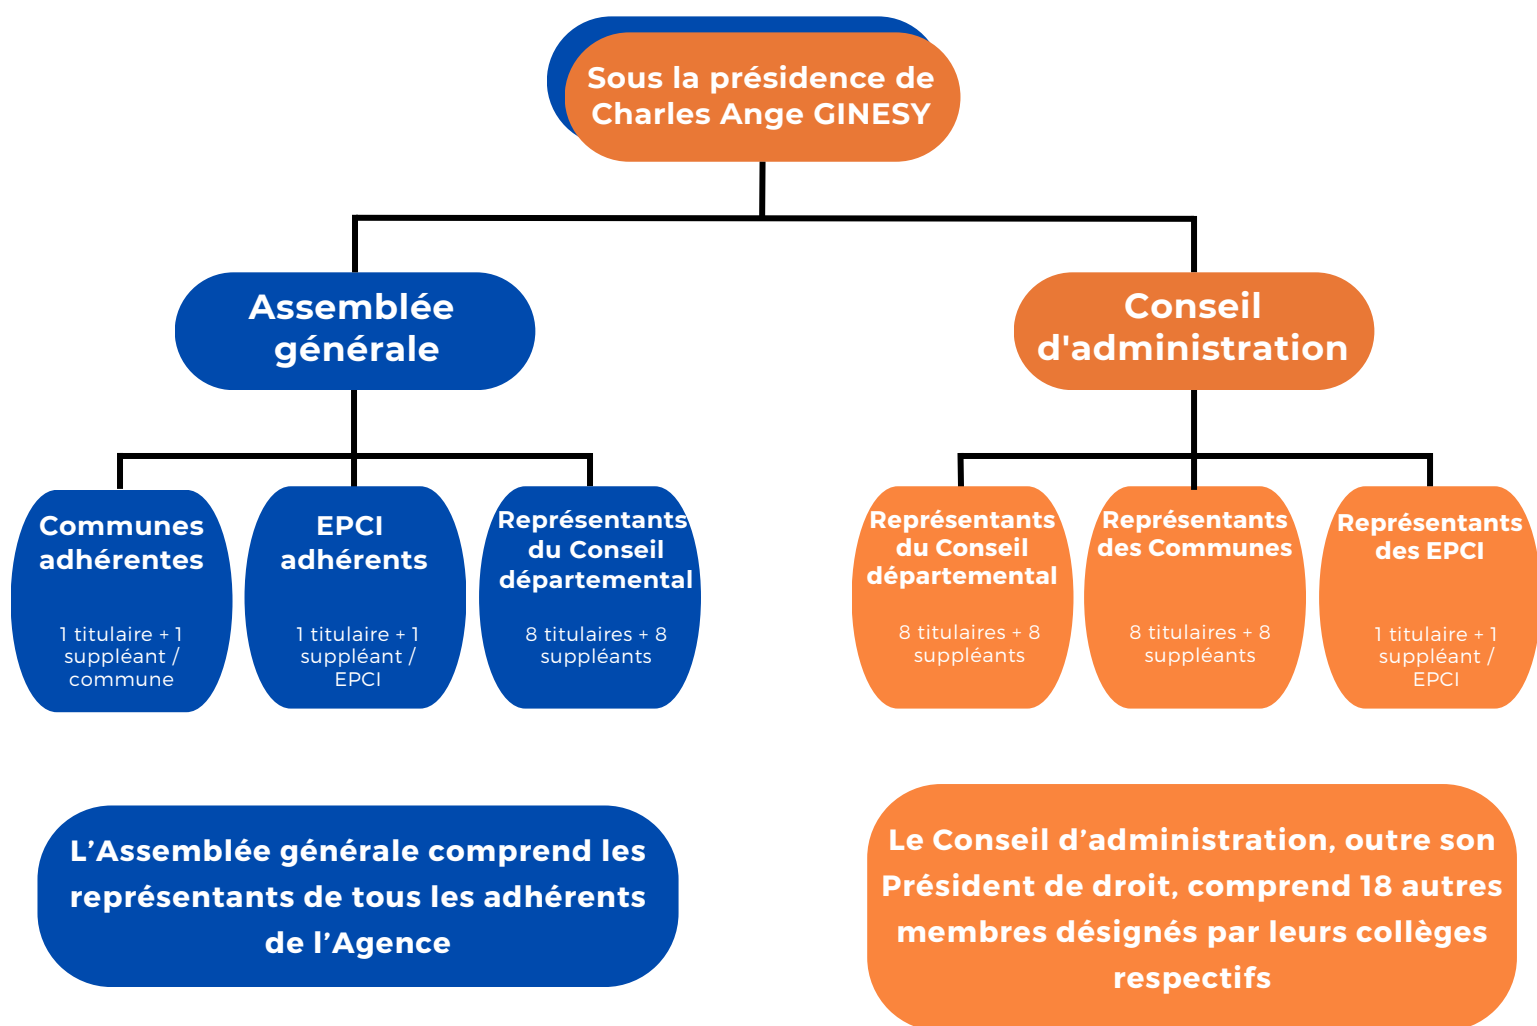 Sous la présidence de
Charles Ange GINESY
Assemblée
générale
Conseil
d'administration
Communes
adhérentes
1 titulaire + 1
suppléant /
commune
EPCI
adhérents
1 titulaire + 1
suppléant /
EPCI
Représentants
du Conseil
départemental
8 titulaires + 8
suppléants
Représentants
du Conseil
départemental
8 titulaires + 8
suppléants
Représentants
des Communes
8 titulaires + 8
suppléants
Représentants
des EPCI
1 titulaire + 1
suppléant /
EPCI
L’Assemblée générale comprend les
représentants de tous les adhérents
de l’Agence
Le Conseil d’administration, outre son
Président de droit, comprend 18 autres
membres désignés par leurs collèges
respectifs